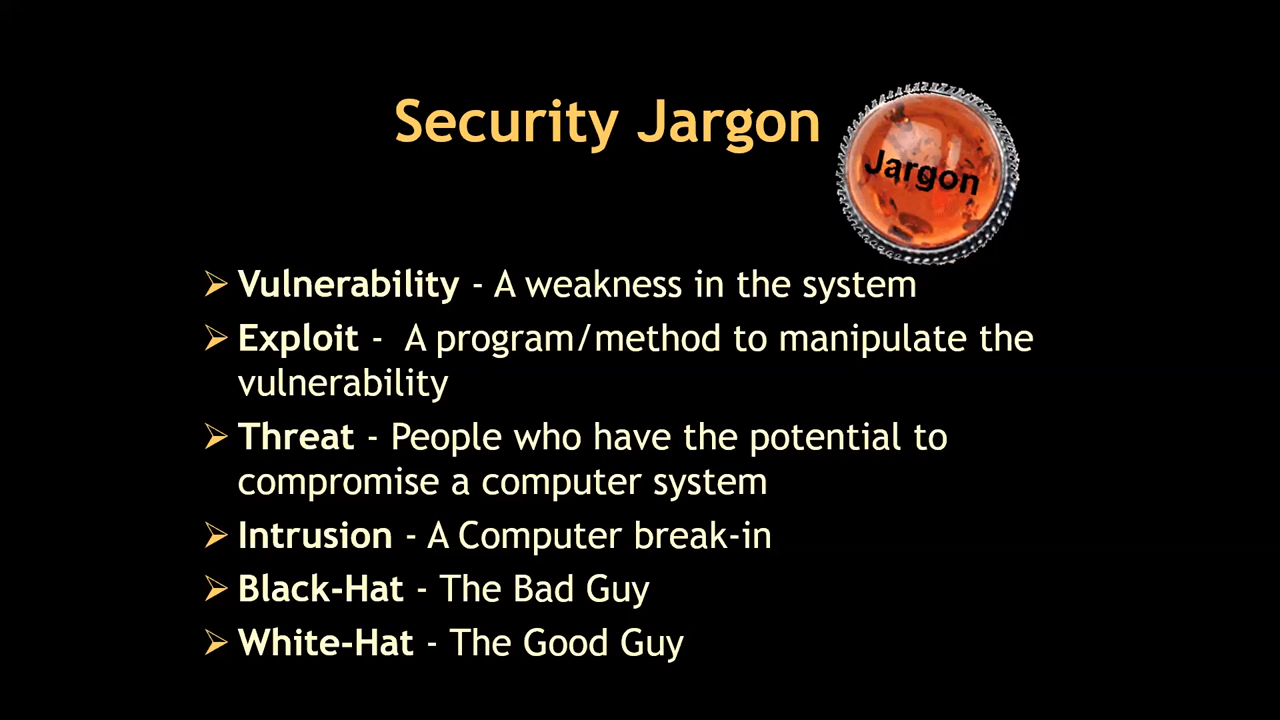 Security Jargon
Jargon
➢ Vulnerability - A weakness in the system
➢ Exploit - A program/method to manipulate the
vulnerability
➢ Threat - People who have the potential to
compromise a computer system
➢ Intrusion - A Computer break-in
➢ Black-Hat - The Bad Guy
➢ White-Hat - The Good Guy